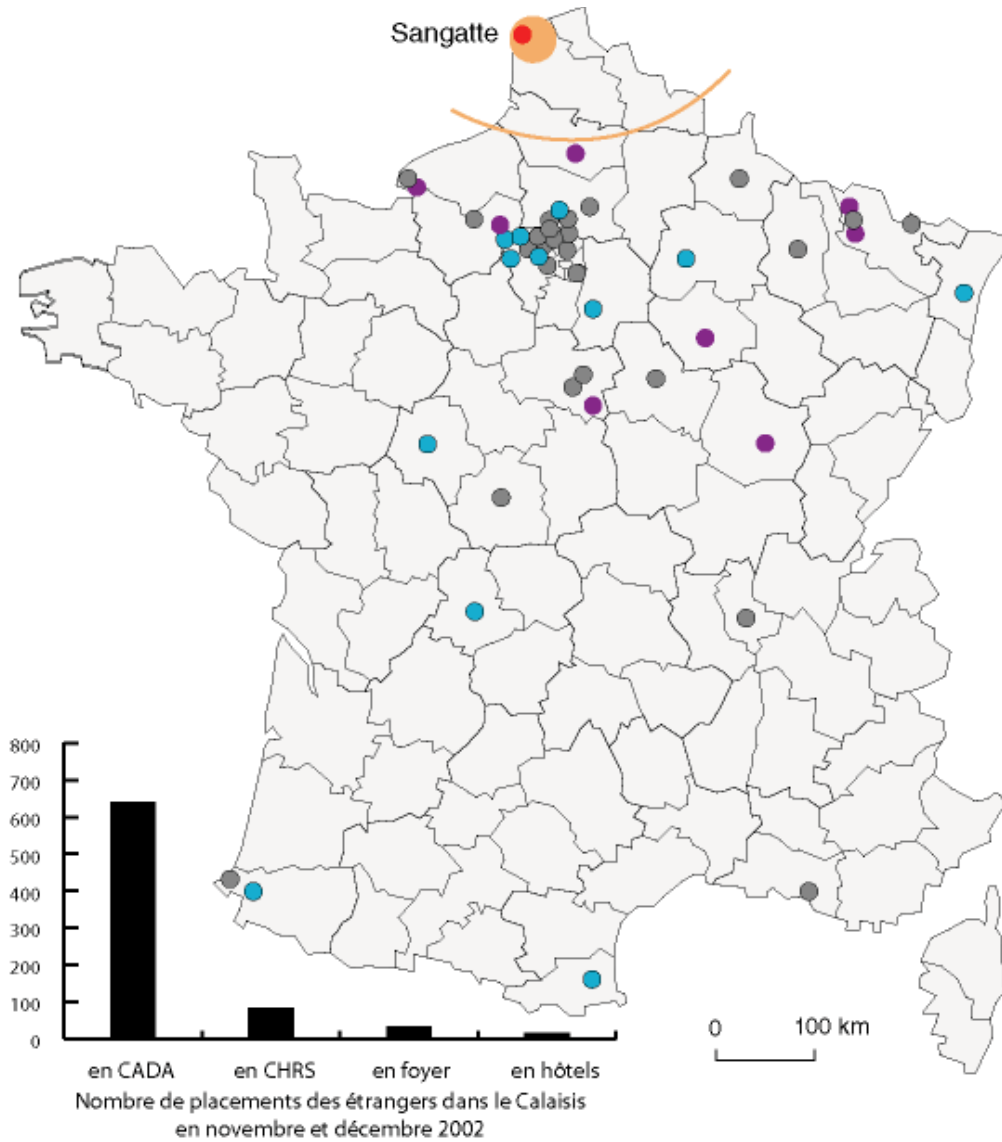 Sangatte
800
700
600
500
400
300
200
100
0
en CADA
en CHRS
en foyer
en hôtels
Nombre de placements des étrangers dans le Calaisis
en novembre et décembre 2002
0 100 km